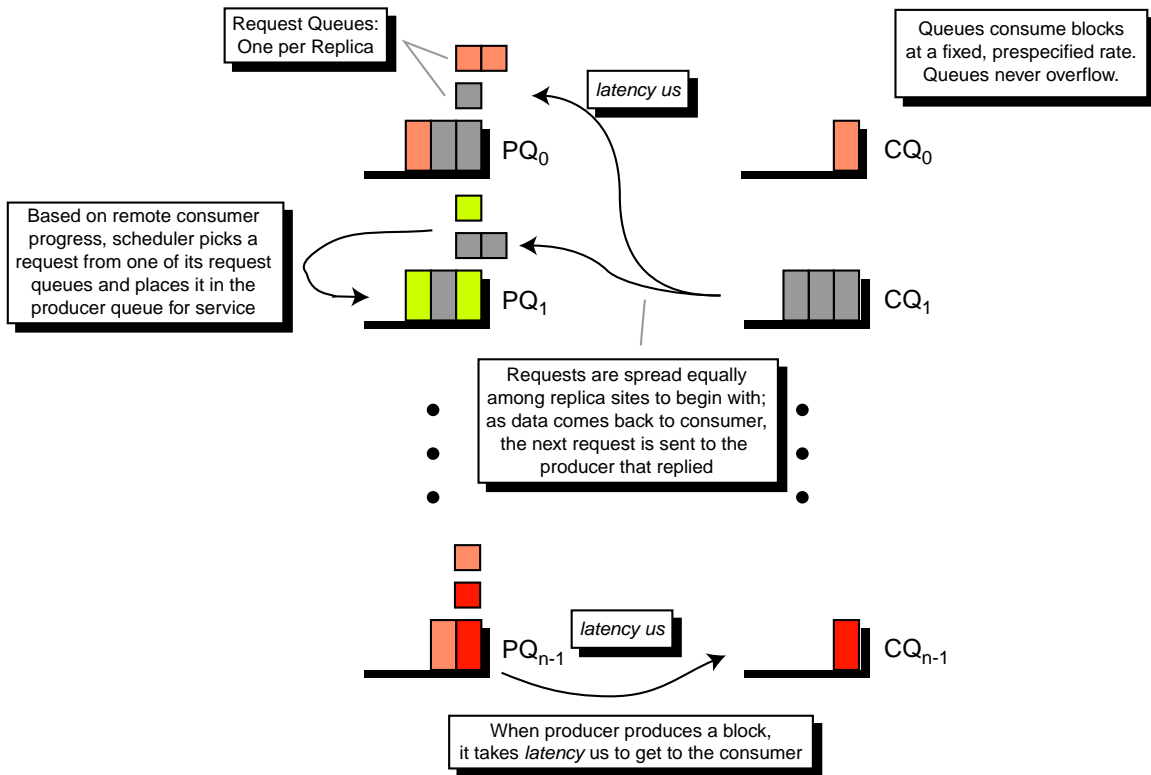 Request Queues:
One per Replica
latency us
Queues consume blocks
at a fixed, prespecified rate.
Queues never overflow.
PQ0
CQ0
Based on remote consumer
progress, scheduler picks a
request from one of its request
queues and places it in the
producer queue for service
PQ1
CQ1
Requests are spread equally
among replica sites to begin with;
as data comes back to consumer,
the next request is sent to the
producer that replied
latency us
PQn-1
CQn-1
When producer produces a block,
it takes latency us to get to the consumer